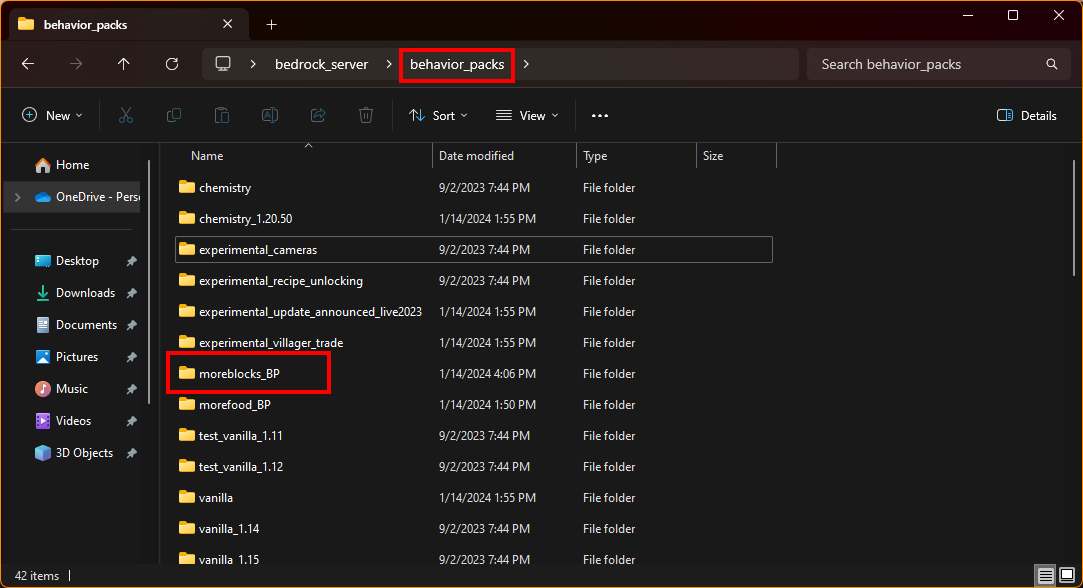 behavior_packs
bedrock_server behavior_packs Search behavior_packs
New Sort View Details
Name Date modified Type Size
Home
OneDrive - Pers
Desktop
Downloads
Documents
Pictures
Music
Videos
3D Objects
chemistry 9/2/2023 7:44 PM File folder
chemistry_1.20.50 1/14/2024 1:55 PM File folder
experimental_cameras 9/2/2023 7:44 PM File folder
experimental_recipe_unlocking 9/2/2023 7:44 PM File folder
experimental_update_announced_live2023 1/14/2024 1:55 PM File folder
experimental_villager_trade 1/14/2024 1:55 PM File folder
moreblocks_BP 1/14/2024 4:06 PM File folder
morefood_BP 1/14/2024 1:50 PM File folder
test_vanilla_1.11 9/2/2023 7:44 PM File folder
test_vanilla_1.12 9/2/2023 7:44 PM File folder
vanilla 1/14/2024 1:55 PM File folder
vanilla_1.14 9/2/2023 7:44 PM File folder
vanilla_1.15 9/2/2023 7:44 PM File folder
42 items